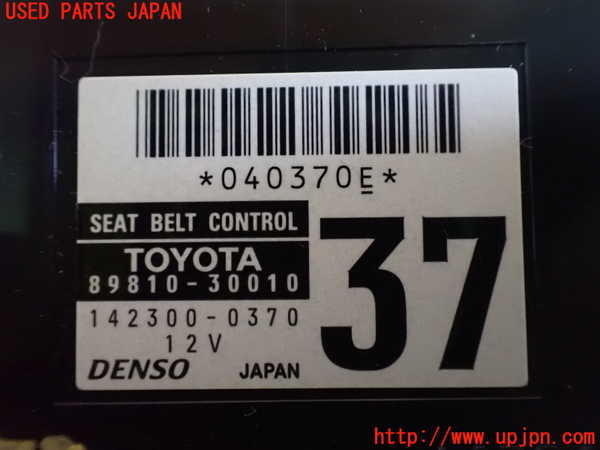 USED PARTS JAPAN
*040370E*
SEAT BELT CONTROL
TOYOTA
89810-30010
142300-0370
12V
DENSO JAPAN
37
http://www.upjpn.com